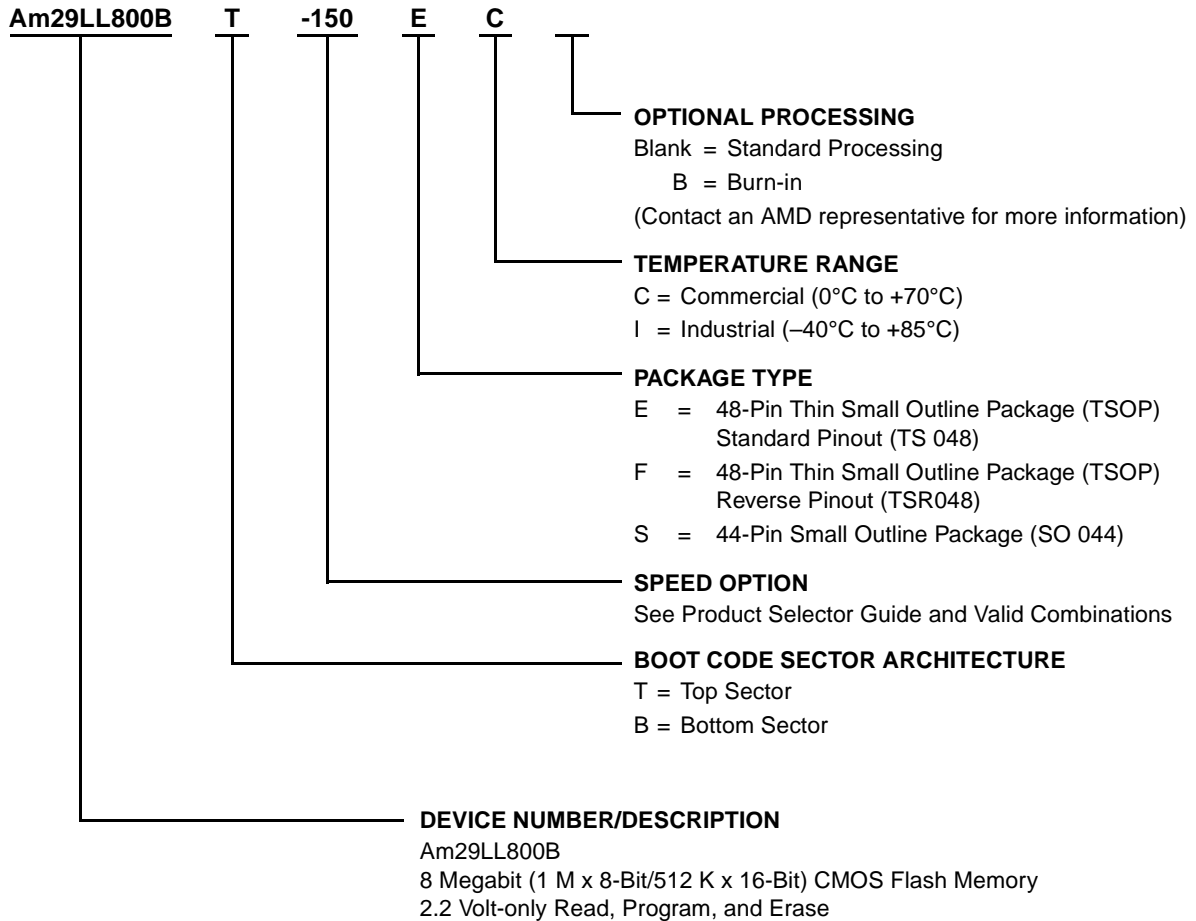 Am29LL800B T -150 E C
OPTIONAL PROCESSING
Blank = Standard Processing
B = Burn-in
(Contact an AMD representative for more information)
TEMPERATURE RANGE
C = Commercial (0°C to +70°C)
I = Industrial (–40°C to +85°C)
PACKAGE TYPE
E = 48-Pin Thin Small Outline Package (TSOP)
Standard Pinout (TS 048)
F = 48-Pin Thin Small Outline Package (TSOP)
Reverse Pinout (TSR048)
S = 44-Pin Small Outline Package (SO 044)
SPEED OPTION
See Product Selector Guide and Valid Combinations
BOOT CODE SECTOR ARCHITECTURE
T = Top Sector
B = Bottom Sector
DEVICE NUMBER/DESCRIPTION
Am29LL800B
8 Megabit (1 M x 8-Bit/512 K x 16-Bit) CMOS Flash Memory
2.2 Volt-only Read, Program, and Erase